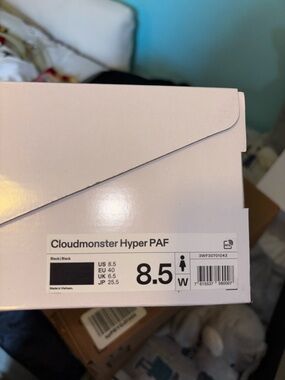 Cloudmonster Hyper PAF
Black | Black
US 8.5
EU 40
UK 6.5
JP 25.5
8.5
W
3WF30701043
Made in Vietnam